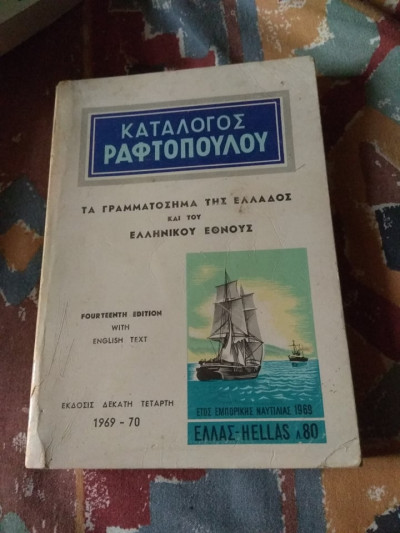 ΚΑΤΑΛΟΓΟΣ
ΡΑΦΤΟΠΟΥΛΟΥ
ΤΑ ΓΡΑΜΜΑΤΟΣΗΜΑ ΤΗΣ ΕΛΛΑΔΟΣ
ΚΑΙ ΤΟΥ
ΕΛΛΗΝΙΚΟΥ ΕΘΝΟΥΣ
FOURTEENTH EDITION
WITH
ENGLISH TEXT
ΕΚΔΟΣΙΣ ΔΕΚΑΤΗ ΤΕΤΑΡΤΗ
1969 - 70
ΕΤΟΣ ΕΜΠΟΡΙΚΗΣ ΝΑΥΤΙΛΙΑΣ 1969
ΕΛΛΑΣ-HELLAS Λ80